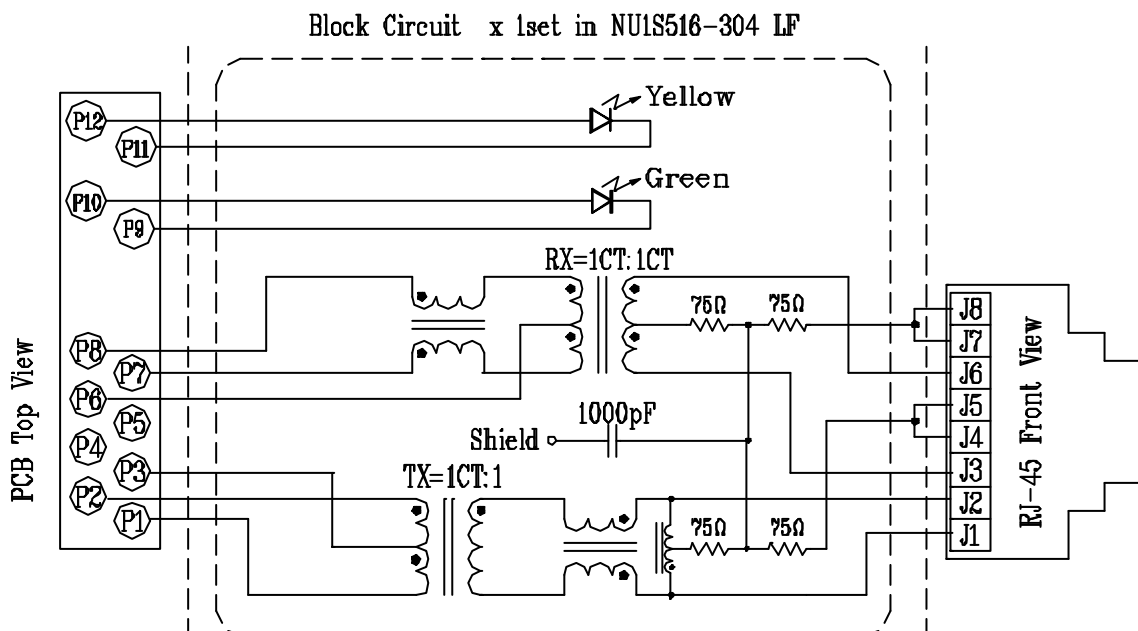 Block Circuit x 1set in NU1S516-304 LF
P12
Yellow
P11
P10
Green
P9
RX=1CT:1CT
75Ω 75Ω
J8
J7
P8
J6
P7
P6
J5
1000pF
P5
J4
Shield
P4
J3
P3
TX=1CT:1
J2
P2
P1
75Ω 75Ω
J1
PCB Top View
RJ-45 Front View